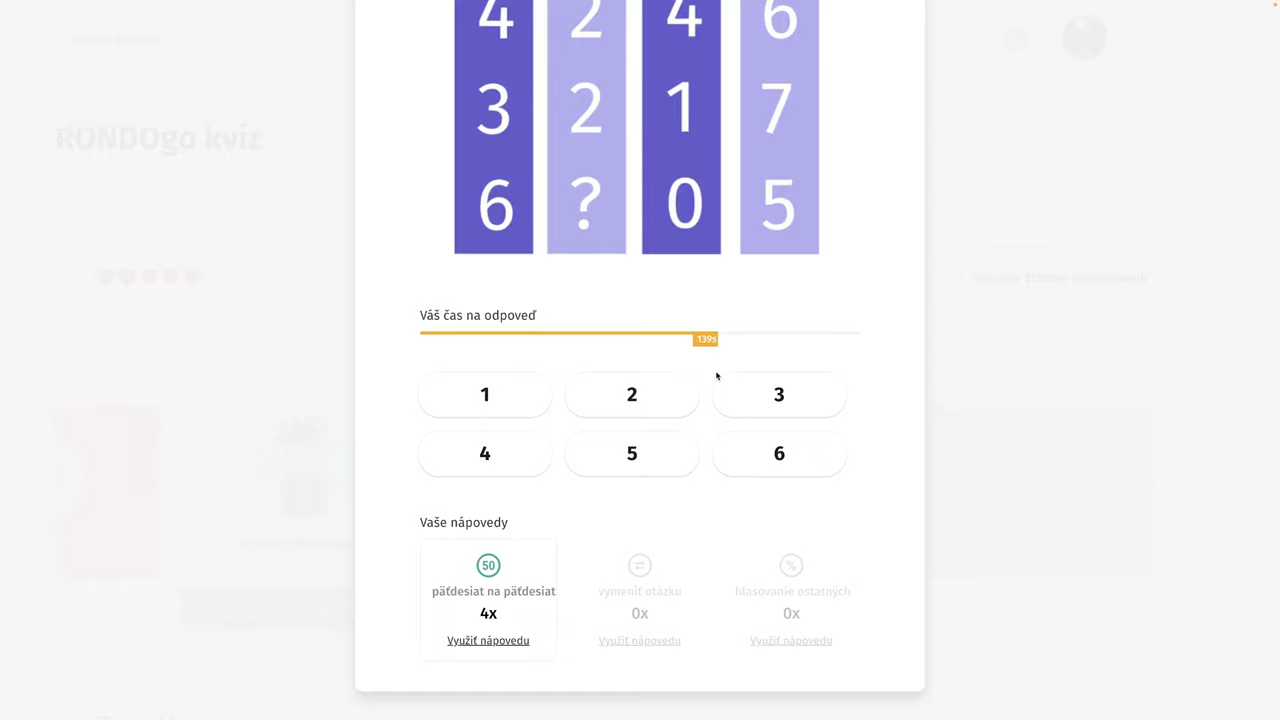 4 2 4 6
3 2 1 7
6 ? 0 5
RONDOgo kvíz
Váš čas na odpoveď
139s
1 2 3
4 5 6
Vaše nápovedy
50
päťdesiat na päťdesiat
4x
Využiť nápovedu
vymeniť otázku
0x
Využiť nápovedu
%
hlasovanie ostatných
0x
Využiť nápovedu